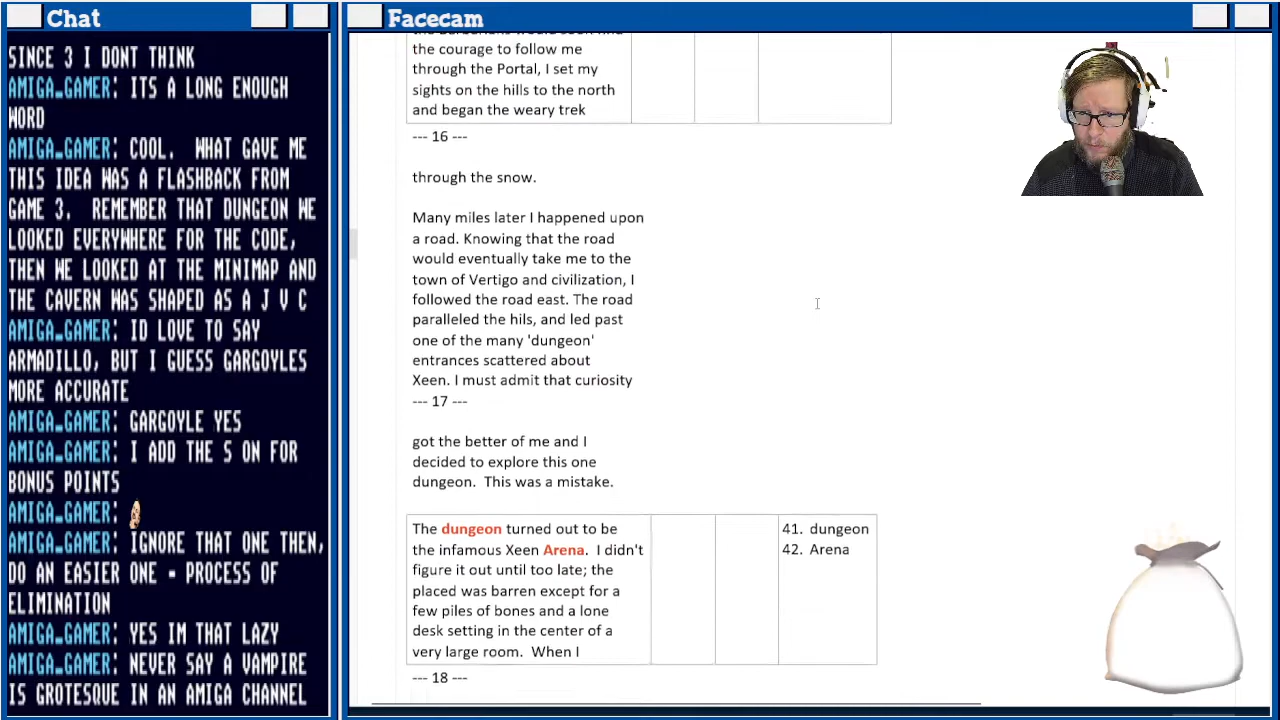 Chat
Facecam
SINCE 3 I DONT THINK
AMIGA_GAMER: ITS A LONG ENOUGH
WORD
AMIGA_GAMER: COOL. WHAT GAVE ME
THIS IDEA WAS A FLASHBACK FROM
GAME 3. REMEMBER THAT DUNGEON WE
LOOKED EVERYWHERE FOR THE CODE,
THEN WE LOOKED AT THE MINIMAP AND
THE CAVERN WAS SHAPED AS A J V C
AMIGA_GAMER: ID LOVE TO SAY
ARMADILLO, BUT I GUESS GARGOYLES
MORE ACCURATE
AMIGA_GAMER: GARGOYLE YES
AMIGA_GAMER: I ADD THE S ON FOR
BONUS POINTS
AMIGA_GAMER:
AMIGA_GAMER: IGNORE THAT ONE THEN,
DO AN EASIER ONE - PROCESS OF
ELIMINATION
AMIGA_GAMER: YES IM THAT LAZY
AMIGA_GAMER: NEVER SAY A VAMPIRE
IS GROTESQUE IN AN AMIGA CHANNEL
the courage to follow me
through the Portal, I set my
sights on the hills to the north
and began the weary trek
--- 16 ---
through the snow.
Many miles later I happened upon
a road. Knowing that the road
would eventually take me to the
town of Vertigo and civilization, I
followed the road east. The road
paralleled the hils, and led past
one of the many 'dungeon'
entrances scattered about
Xeen. I must admit that curiosity
--- 17 ---
got the better of me and I
decided to explore this one
dungeon. This was a mistake.
The dungeon turned out to be
the infamous Xeen Arena. I didn't
figure it out until too late; the
placed was barren except for a
few piles of bones and a lone
desk setting in the center of a
very large room. When I
41. dungeon
42. Arena
--- 18 ---